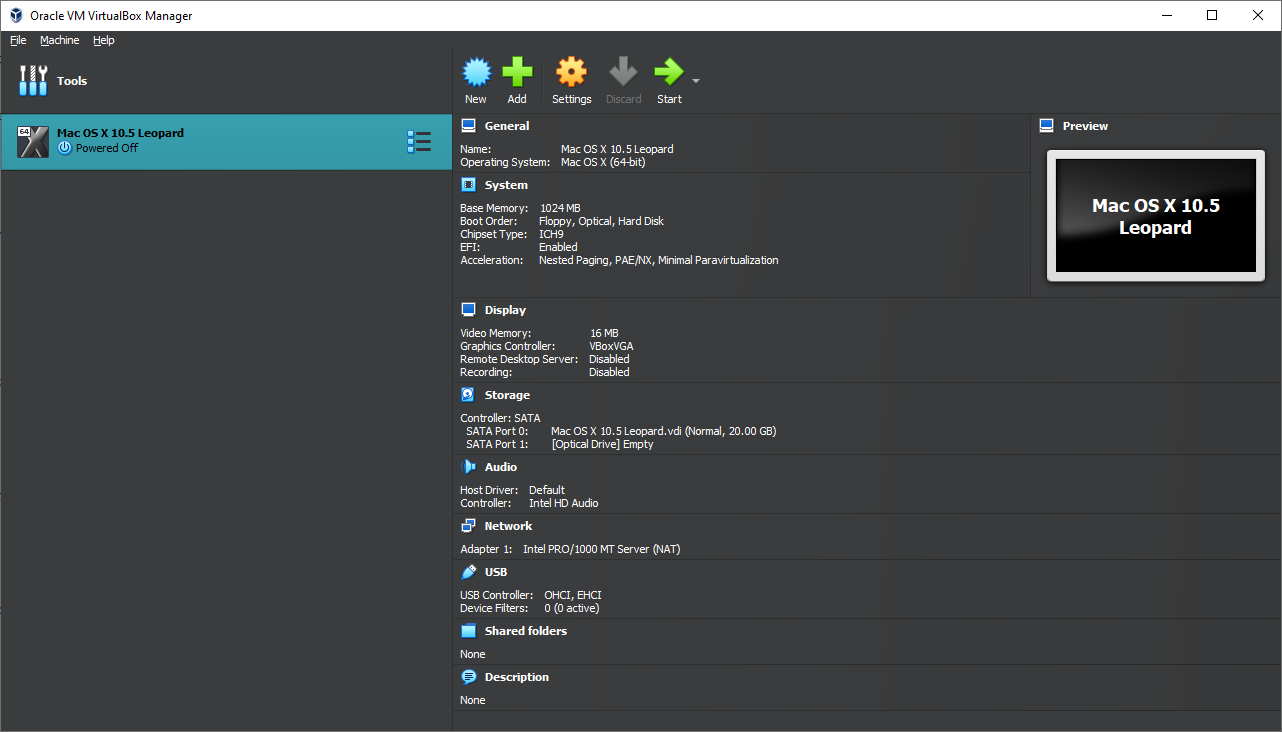 Oracle VM VirtualBox Manager
File Machine Help
Tools
New Add Settings Discard Start
64
Mac OS X 10.5 Leopard
Powered Off
General
Name: Mac OS X 10.5 Leopard
Operating System: Mac OS X (64-bit)
System
Base Memory: 1024 MB
Boot Order: Floppy, Optical, Hard Disk
Chipset Type: ICH9
EFI: Enabled
Acceleration: Nested Paging, PAE/NX, Minimal Paravirtualization
Preview
Mac OS X 10.5
Leopard
Display
Video Memory: 16 MB
Graphics Controller: VBoxVGA
Remote Desktop Server: Disabled
Recording: Disabled
Storage
Controller: SATA
SATA Port 0: Mac OS X 10.5 Leopard.vdi (Normal, 20.00 GB)
SATA Port 1: [Optical Drive] Empty
Audio
Host Driver: Default
Controller: Intel HD Audio
Network
Adapter 1: Intel PRO/1000 MT Server (NAT)
USB
USB Controller: OHCI, EHCI
Device Filters: 0 (0 active)
Shared folders
None
Description
None